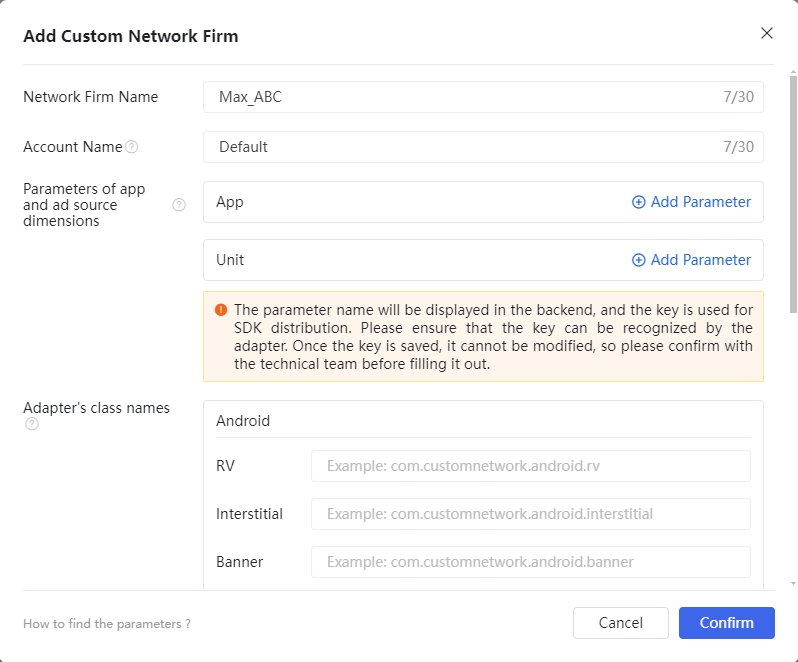 Add Custom Network Firm
Network Firm Name
Max_ABC
7/30
Account Name
Default
7/30
Parameters of app
and ad source
dimensions
App
Add Parameter
Unit
Add Parameter
The parameter name will be displayed in the backend, and the key is used for
SDK distribution. Please ensure that the key can be recognized by the
adapter. Once the key is saved, it cannot be modified, so please confirm with
the technical team before filling it out.
Adapter's class names
Android
RV
Example: com.customnetwork.android.rv
Interstitial
Example: com.customnetwork.android.interstitial
Banner
Example: com.customnetwork.android.banner
How to find the parameters ?
Cancel
Confirm